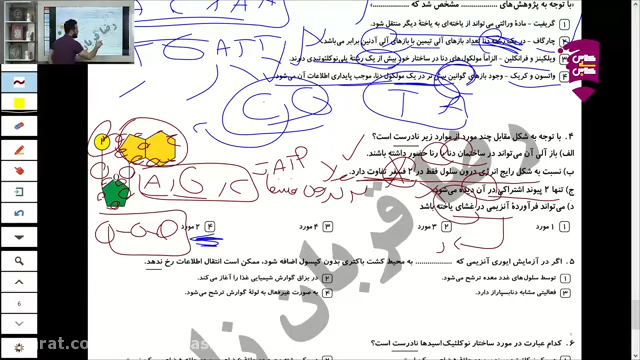 با توجه به پژوهش‌های .................... مشخص شد که ....................
۱ گریفیت - مادهٔ وراثتی می‌تواند از یاخته‌ای به یاختهٔ دیگر منتقل شود.
۲ چارگاف - در یک رشته دنا تعداد بازهای آلی تیمین با بازهای آلی آدنین برابر می‌باشد.
۳ ویلکینز و فرانکلین - الزاماً مولکول‌های دنا در ساختار خود بیش از یک رشتهٔ پلی‌نوکلئوتیدی دارند.
۴ واتسون و کریک - وجود بازهای گوانین بیش‌تر در یک مولکول دنا، موجب پایداری اطلاعات آن می‌شود.
C G T A
۴. با توجه به شکل مقابل چند مورد از موارد زیر نادرست است؟
الف) باز آلی آن می‌تواند در ساختمان دنا یا رنا حضور داشته باشند.
ب) نسبت به شکل رایج انرژی درون سلول فقط در ۲ فسفر تفاوت دارد.
ج) تنها ۲ پیوند اشتراکی در آن دیده می‌شود.
د) می‌تواند فرآوردهٔ آنزیمی در غشای یاخته باشد.
۱ ۱ مورد ۲ ۳ مورد ۳ ۴ مورد ۴ ۲ مورد
A, G, C
ATP
۵. اگر در آزمایش ایوری آنزیمی که .................... به محیط کشت باکتری بدون کپسول اضافه شود، ممکن است انتقال اطلاعات رخ ندهد.
۱ توسط سلول‌های غدد معده ترشح می‌شود. ۲ در بزاق گوارش شیمیایی غذا را آغاز می‌کند.
۳ فعالیتی مشابه دنابسپاراز دارد. ۴ به صورت غیرفعال به لولهٔ گوارش ترشح می‌شود.
۶. کدام عبارت در مورد ساختار نوکلئیک اسیدها نادرست است؟
6